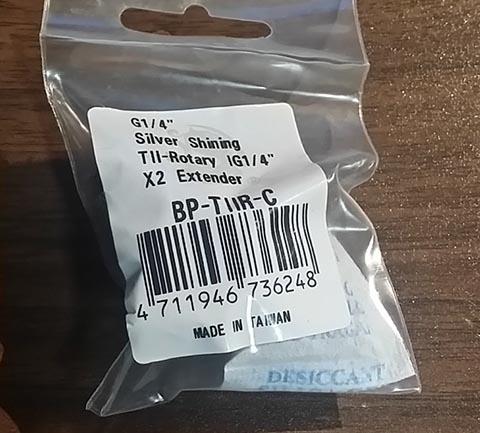 G1/4"
Silver Shining
TII-Rotary IG1/4"
X2 Extender
BP-TIIR-C
4 711946 736248
MADE IN TAIWAN
DESICCANT